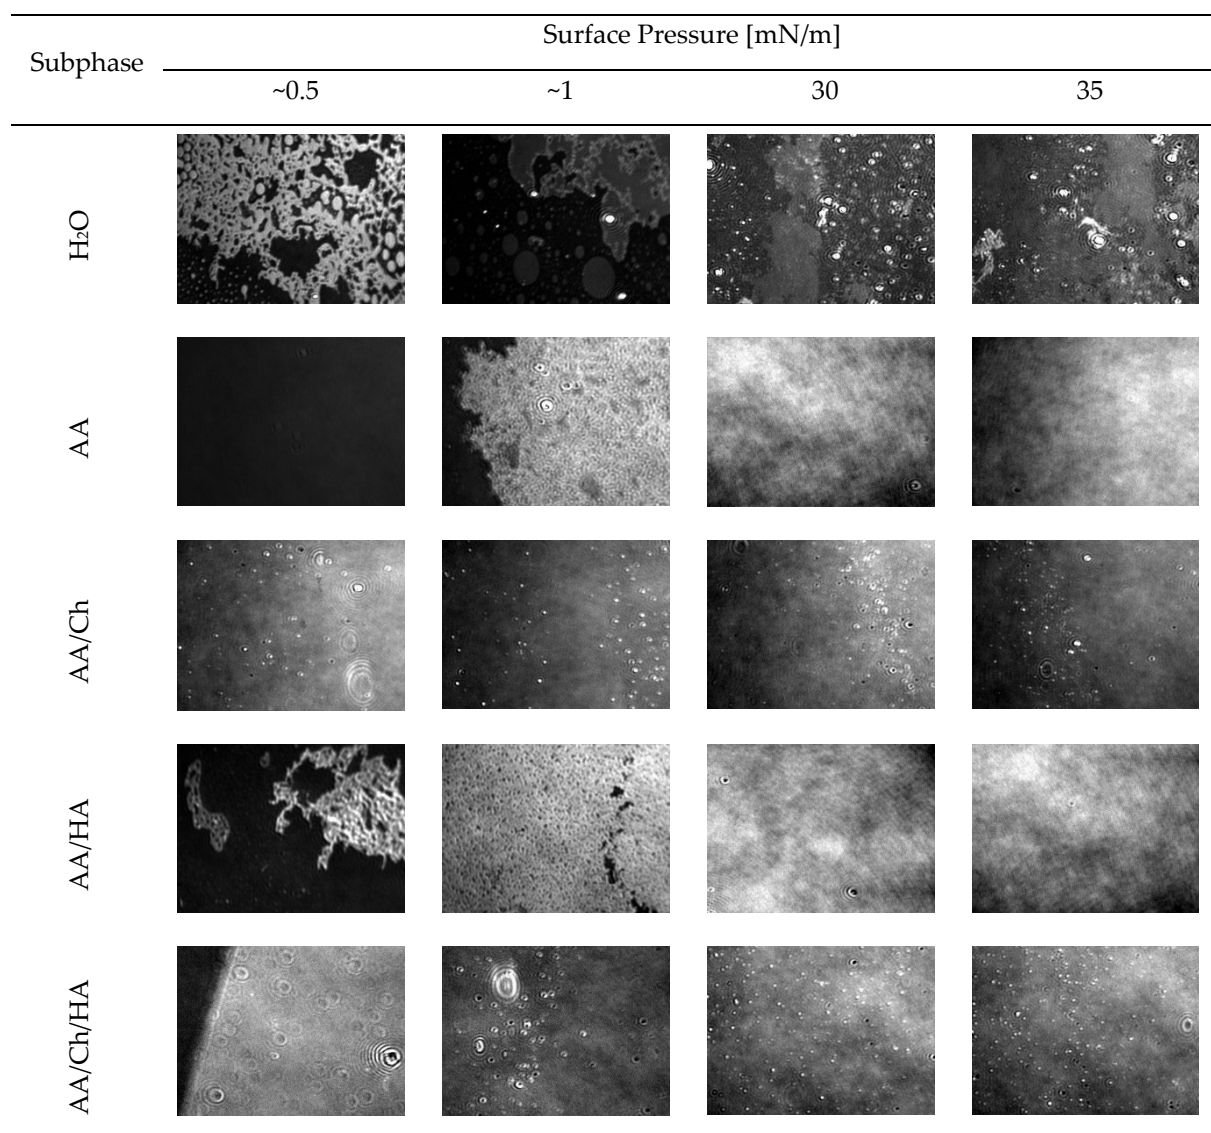 Surface Pressure [mN/m]
Subphase
~0.5 ~1 30 35
H₂O
AA
AA/Ch
AA/HA
AA/Ch/HA